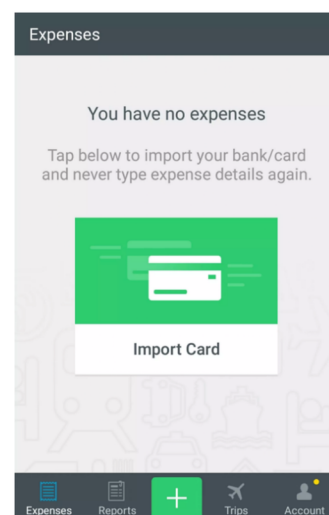 Expenses
You have no expenses
Tap below to import your bank/card
and never type expense details again.
Import Card
Expenses Reports Trips Account